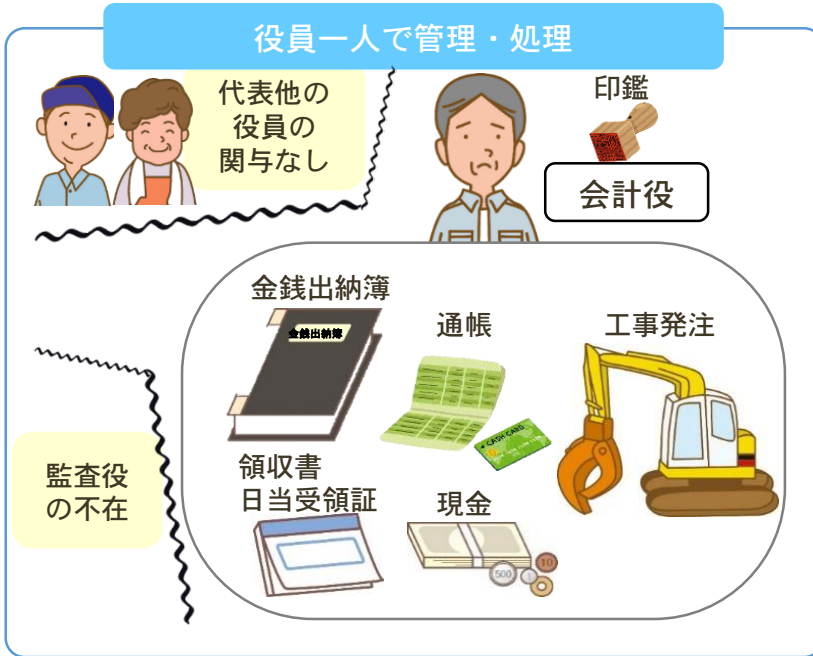 役員一人で管理・処理
代表他の
役員の
関与なし
印鑑
会計役
金銭出納簿
金銭出納簿
通帳
CASH CARD
工事発注
監査役
の不在
領収書
日当受領証
現金
500
1
10